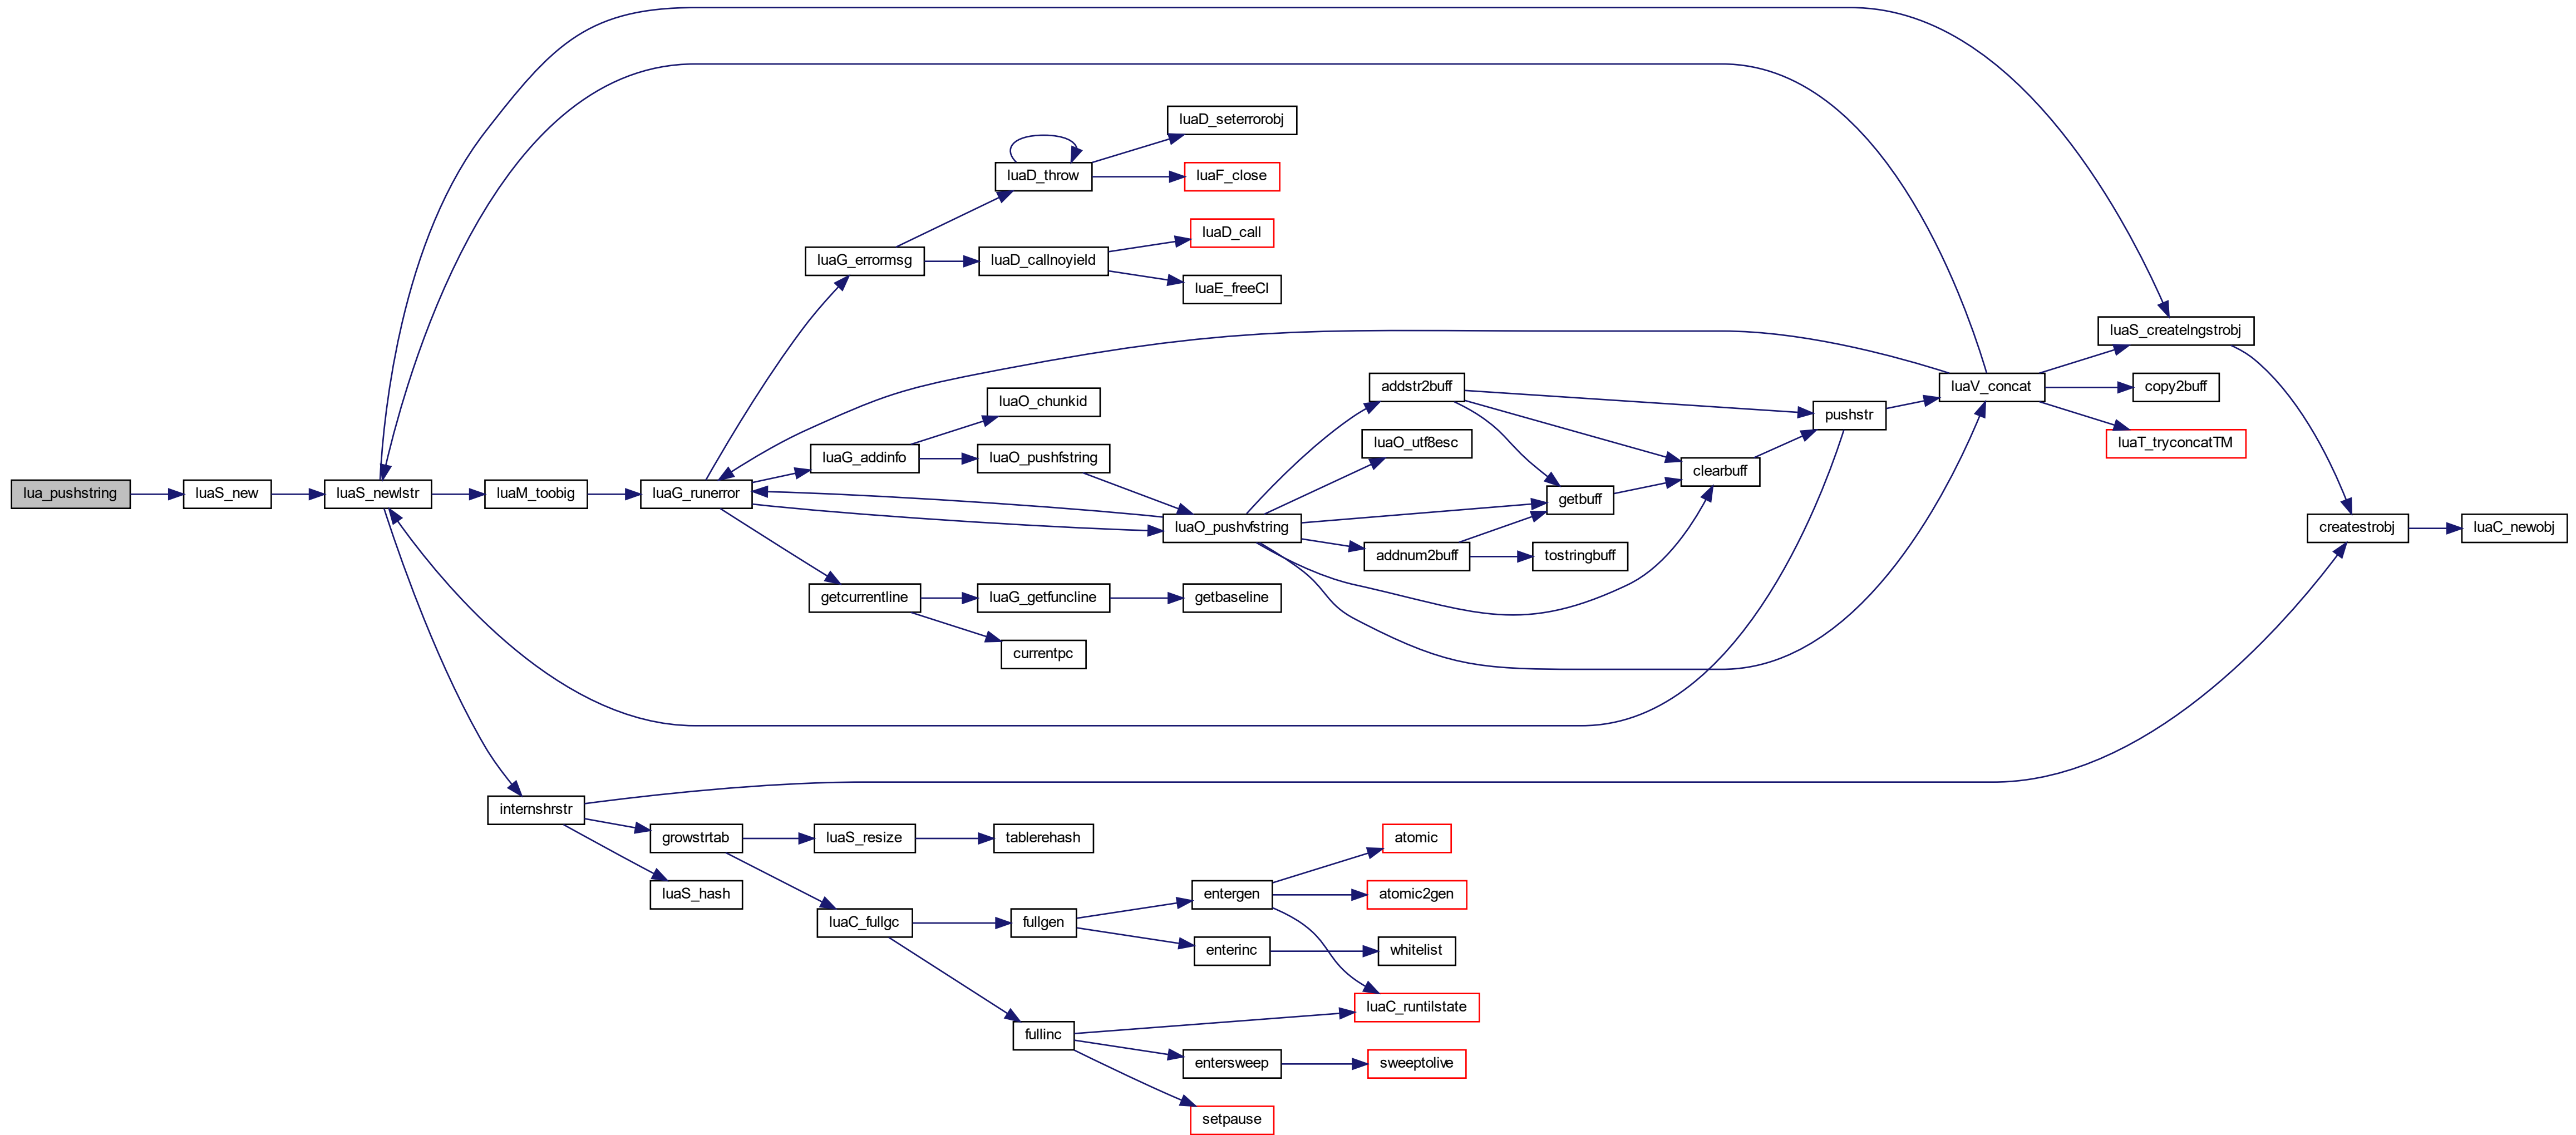 lua_pushstring
luaS_new
luaS_newlstr
luaM_toobig
luaG_runerror
luaG_errormsg
luaD_throw
luaD_seterrorobj
luaF_close
luaD_callnoyield
luaD_call
luaE_freeCI
luaG_addinfo
luaO_chunkid
luaO_pushfstring
luaO_pushvfstring
addstr2buff
luaO_utf8esc
getbuff
addnum2buff
tostringbuff
clearbuff
pushstr
luaV_concat
luaS_createlngstrobj
copy2buff
luaT_tryconcatTM
createstrobj
luaC_newobj
getcurrentline
luaG_getfuncline
getbaseline
currentpc
internshrstr
growstrtab
luaS_resize
tablerehash
luaS_hash
luaC_fullgc
fullgen
entergen
atomic
atomic2gen
enterinc
whitelist
luaC_runtilstate
fullinc
entersweep
sweeptolive
setpause